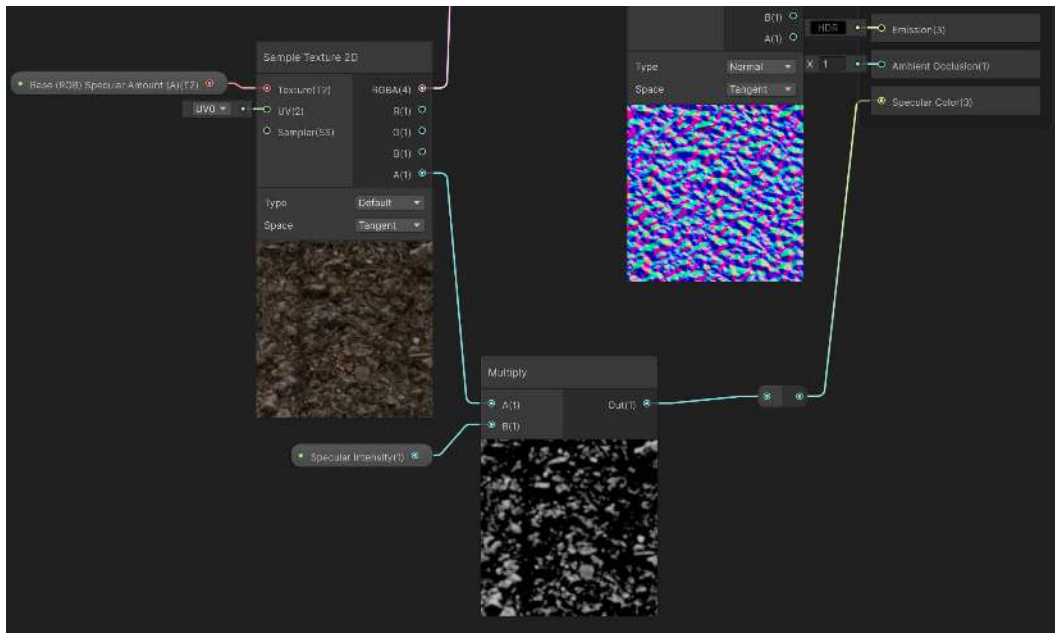 Sample Texture 2D
Base (RGB) Specular Amount (A)(T2)
Texture(T2)
RGBA(4)
UV0
UV(2)
R(1)
Sampler(SS)
G(1)
B(1)
A(1)
Type
Default
Space
Tangent
B(1)
A(1)
Type
Normal
Space
Tangent
HDR
Emission(3)
X 1
Ambient Occlusion(1)
Specular Color(3)
Multiply
A(1)
Out(1)
B(1)
Specular Intensity(1)